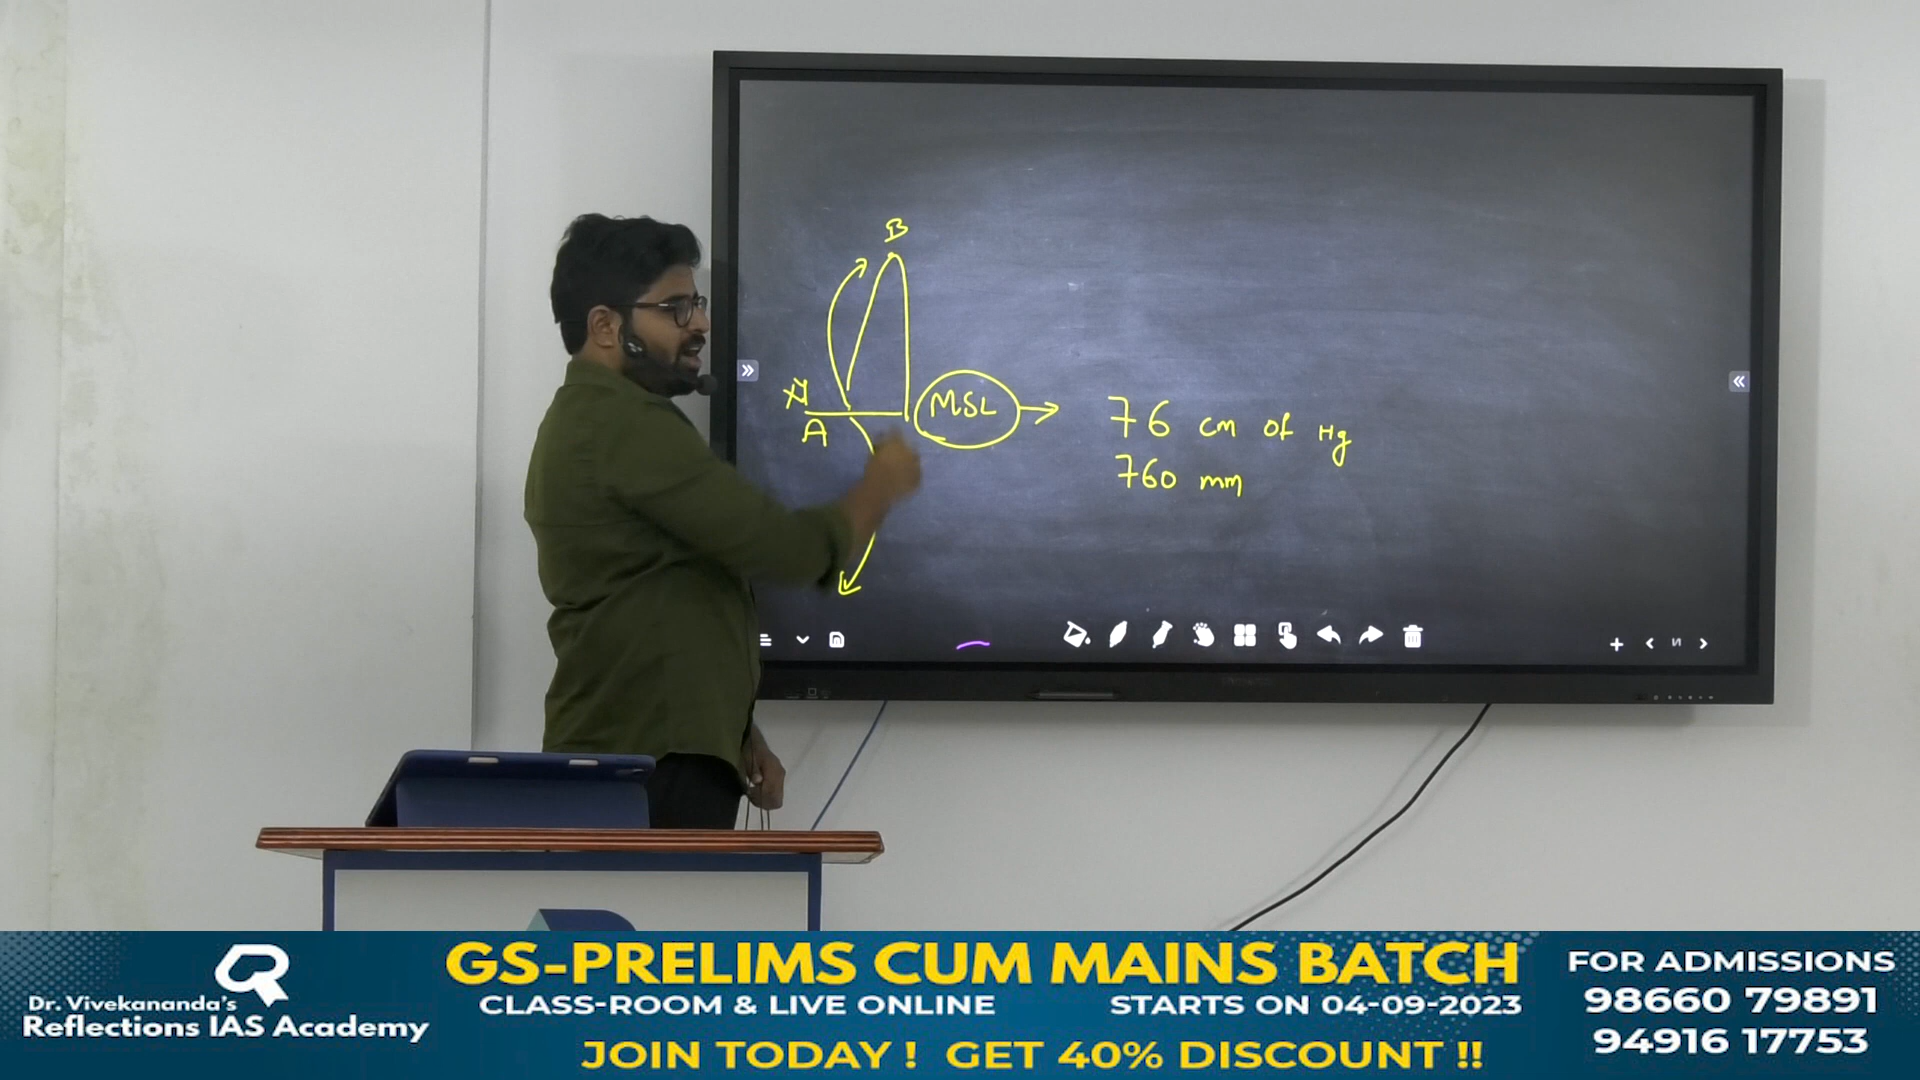 B
A
MSL
76 cm of Hg
760 mm
GS-PRELIMS CUM MAINS BATCH
CLASS-ROOM & LIVE ONLINE STARTS ON 04-09-2023
JOIN TODAY ! GET 40% DISCOUNT !!
Dr. Vivekananda's
Reflections IAS Academy
FOR ADMISSIONS
98660 79891
94916 17753